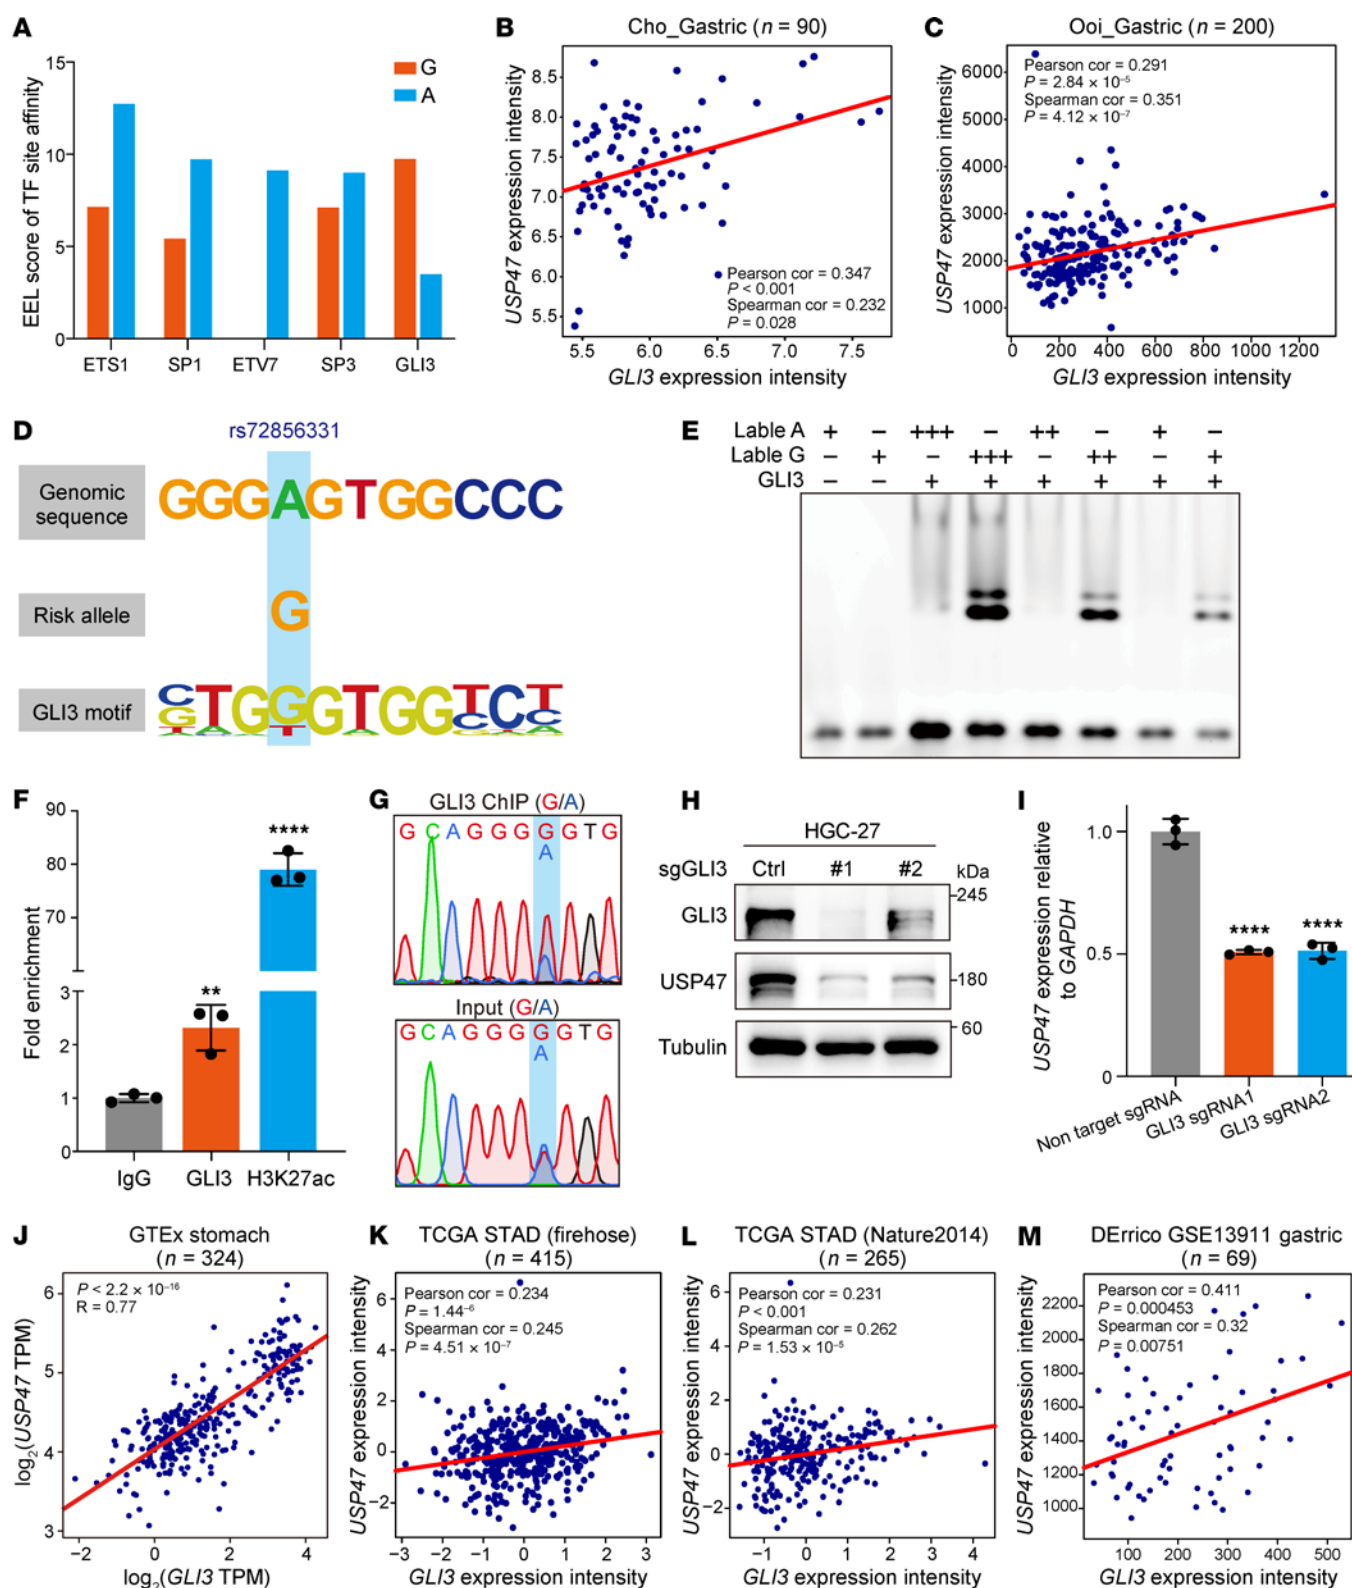 A
G
A
EEL score of TF site affinity
15
10
5
0
ETS1 SP1 ETV7 SP3 GLI3
B
Cho_Gastric (n = 90)
USP47 expression intensity
8.5
8.0
7.5
7.0
6.5
6.0
5.5
Pearson cor = 0.347
P < 0.001
Spearman cor = 0.232
P = 0.028
5.5 6.0 6.5 7.0 7.5
GLI3 expression intensity
C
Ooi_Gastric (n = 200)
USP47 expression intensity
6000
5000
4000
3000
2000
1000
Pearson cor = 0.291
P = 2.84 × 10⁻⁵
Spearman cor = 0.351
P = 4.12 × 10⁻⁷
0 200 400 600 800 1000 1200
GLI3 expression intensity
D
rs72856331
Genomic
sequence
GGGAGTGGCCC
Risk allele
G
GLI3 motif
E
Lable A + – +++ – ++ – + –
Lable G – + – +++ – ++ – +
GLI3 – – + + + + + +
F
Fold enrichment
90
80
70
3
2
1
0
**
****
IgG GLI3 H3K27ac
G
GLI3 ChIP (G/A)
G C A G G G G G T G
A
Input (G/A)
G C A G G G G G T G
A
H
HGC-27
sgGLI3 Ctrl #1 #2 kDa
GLI3
245
USP47
180
Tubulin
60
I
USP47 expression relative
to GAPDH
1.0
0.5
0
****
****
Non target sgRNA
GLI3 sgRNA1
GLI3 sgRNA2
J
GTEx stomach
(n = 324)
P < 2.2 × 10⁻¹⁶
R = 0.77
log₂(USP47 TPM)
6
5
4
3
−2 0 2 4
log₂(GLI3 TPM)
K
TCGA STAD (firehose)
(n = 415)
Pearson cor = 0.234
P = 1.44⁻⁶
Spearman cor = 0.245
P = 4.51 × 10⁻⁷
USP47 expression intensity
6
4
2
0
−2
−3 −2 −1 0 1 2 3
GLI3 expression intensity
L
TCGA STAD (Nature2014)
(n = 265)
Pearson cor = 0.231
P < 0.001
Spearman cor = 0.262
P = 1.53 × 10⁻⁵
USP47 expression intensity
6
4
2
0
−2
−1 0 1 2 3 4
GLI3 expression intensity
M
DErrico GSE13911 gastric
(n = 69)
Pearson cor = 0.411
P = 0.000453
Spearman cor = 0.32
P = 0.00751
USP47 expression intensity
2200
2000
1800
1600
1400
1200
1000
100 200 300 400 500
GLI3 expression intensity